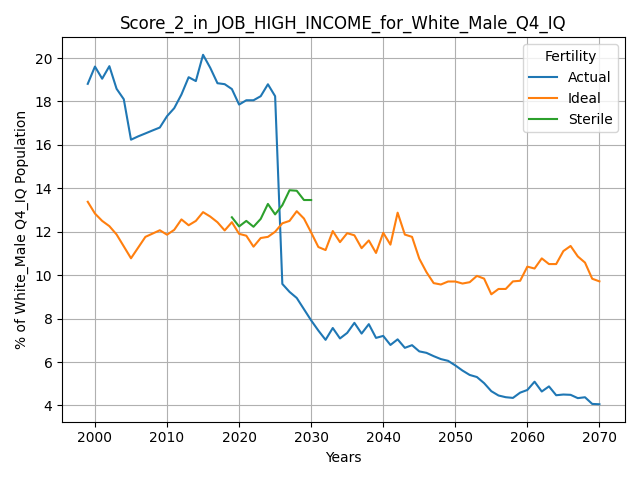 Score_2_in_JOB_HIGH_INCOME_for_White_Male_Q4_IQ
Fertility
Actual
Ideal
Sterile
% of White_Male Q4_IQ Population
20
18
16
14
12
10
8
6
4
2000 2010 2020 2030 2040 2050 2060 2070
Years